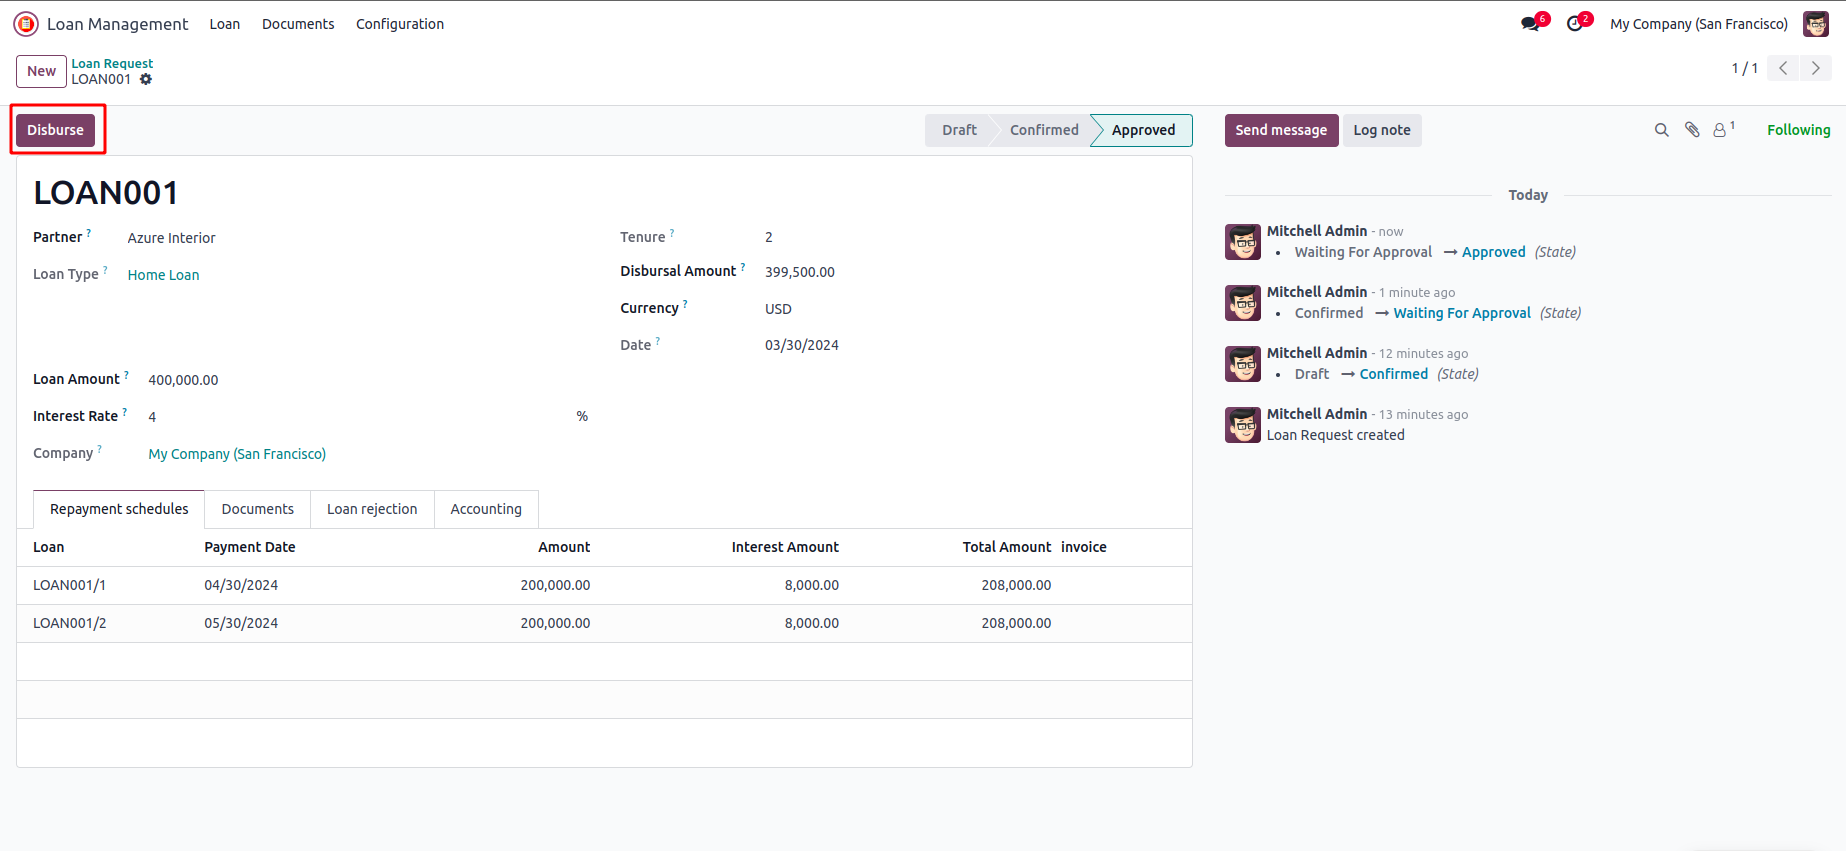 Loan Management Loan Documents Configuration 6 2 My Company (San Francisco)
New Loan Request
LOAN001
1 / 1
Disburse Draft Confirmed Approved Send message Log note 1 Following
LOAN001
Partner ? Azure Interior
Loan Type ? Home Loan
Tenure ? 2
Disbursal Amount ? 399,500.00
Currency ? USD
Date ? 03/30/2024
Loan Amount ? 400,000.00
Interest Rate ? 4 %
Company ? My Company (San Francisco)
Repayment schedules Documents Loan rejection Accounting
Loan Payment Date Amount Interest Amount Total Amount invoice
LOAN001/1 04/30/2024 200,000.00 8,000.00 208,000.00
LOAN001/2 05/30/2024 200,000.00 8,000.00 208,000.00
Today
Mitchell Admin - now
• Waiting For Approval → Approved (State)
Mitchell Admin - 1 minute ago
• Confirmed → Waiting For Approval (State)
Mitchell Admin - 12 minutes ago
• Draft → Confirmed (State)
Mitchell Admin - 13 minutes ago
Loan Request created